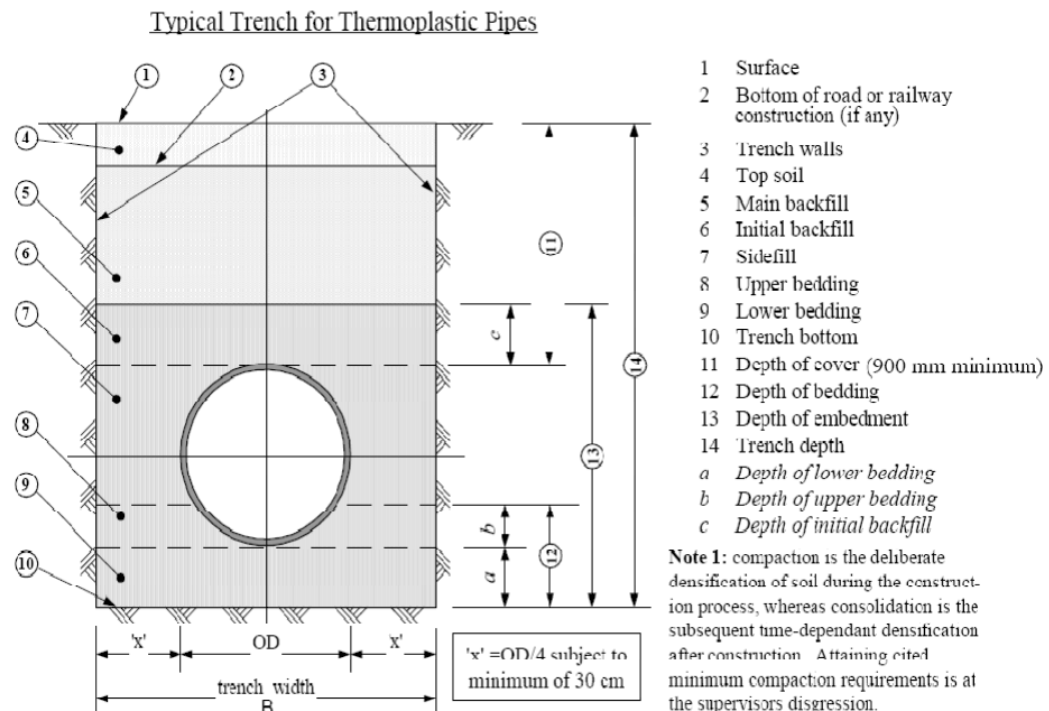 Typical Trench for Thermoplastic Pipes
1
2
3
4
5
6
7
8
9
10
11
14
13
12
c
b
a
'x'
OD
'x'
trench width
B
'x' =OD/4 subject to
minimum of 30 cm
1 Surface
2 Bottom of road or railway
construction (if any)
3 Trench walls
4 Top soil
5 Main backfill
6 Initial backfill
7 Sidefill
8 Upper bedding
9 Lower bedding
10 Trench bottom
11 Depth of cover (900 mm minimum)
12 Depth of bedding
13 Depth of embedment
14 Trench depth
a Depth of lower bedding
b Depth of upper bedding
c Depth of initial backfill
Note 1: compaction is the deliberate
densification of soil during the construct-
ion process, whereas consolidation is the
subsequent time-dependant densification
after construction. Attaining cited
minimum compaction requirements is at
the supervisors disgression.